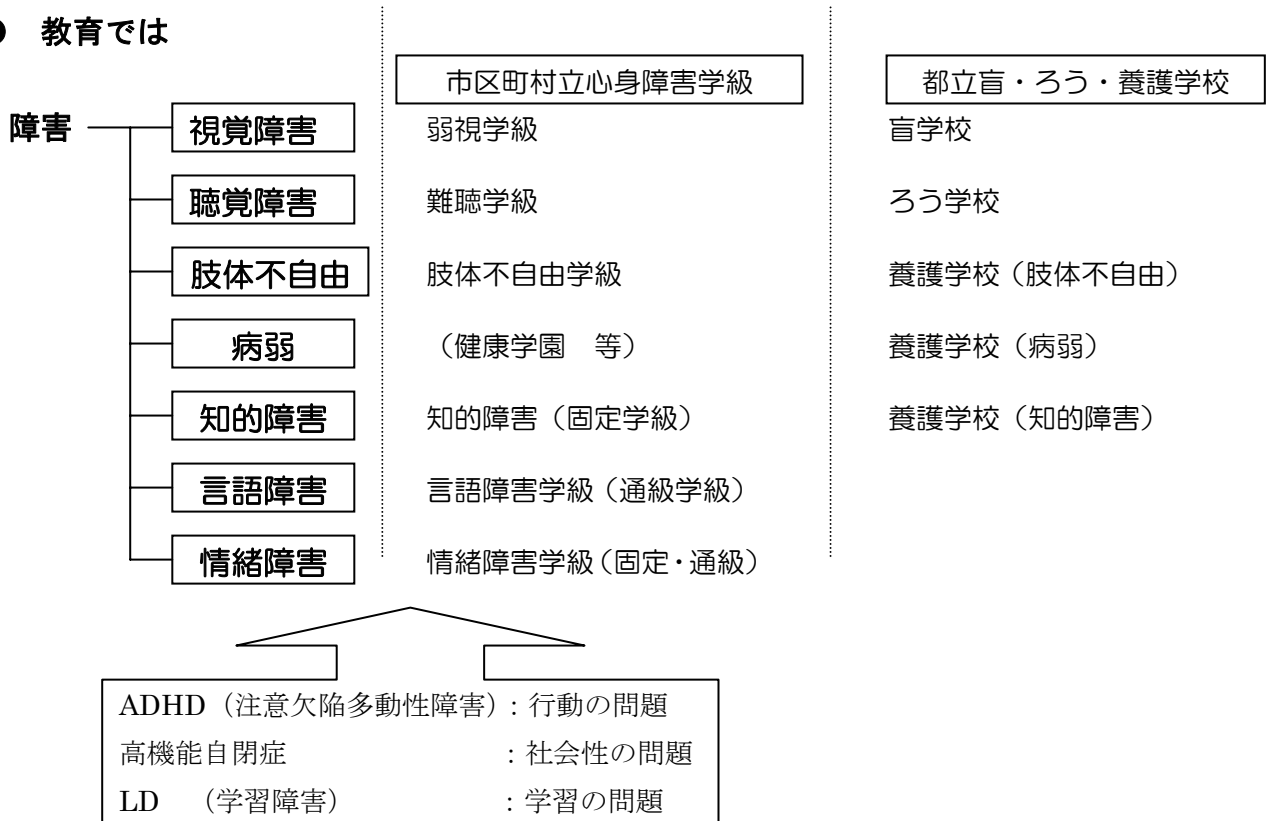 ● 教育では
市区町村立心身障害学級 都立盲・ろう・養護学校
障害 視覚障害 弱視学級 盲学校
聴覚障害 難聴学級 ろう学校
肢体不自由 肢体不自由学級 養護学校（肢体不自由）
病弱 （健康学園　等） 養護学校（病弱）
知的障害 知的障害（固定学級） 養護学校（知的障害）
言語障害 言語障害学級（通級学級）
情緒障害 情緒障害学級（固定・通級）
ADHD（注意欠陥多動性障害）：行動の問題
高機能自閉症 ：社会性の問題
LD （学習障害） ：学習の問題